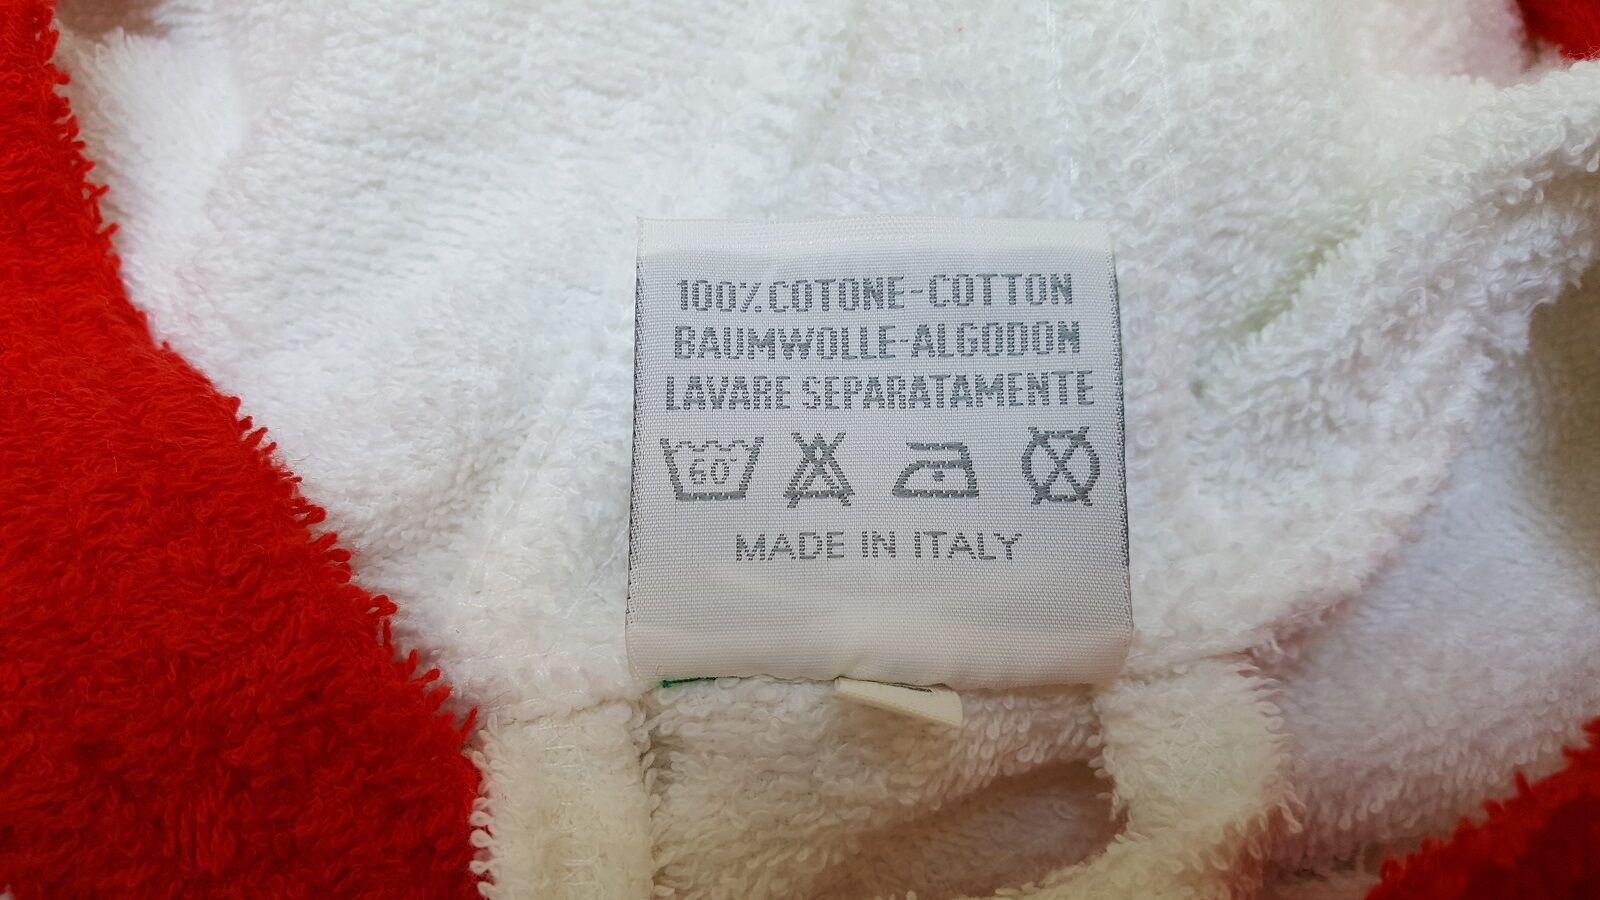 100% COTONE-COTTON
BAUMWOLLE-ALGODON
LAVARE SEPARATAMENTE
60°
MADE IN ITALY